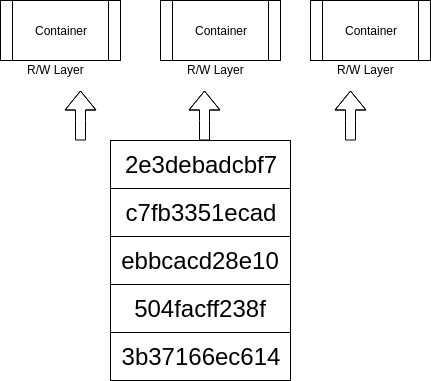 Container Container Container
R/W Layer R/W Layer R/W Layer
2e3debadcbf7
c7fb3351ecad
ebbcacd28e10
504facff238f
3b37166ec614